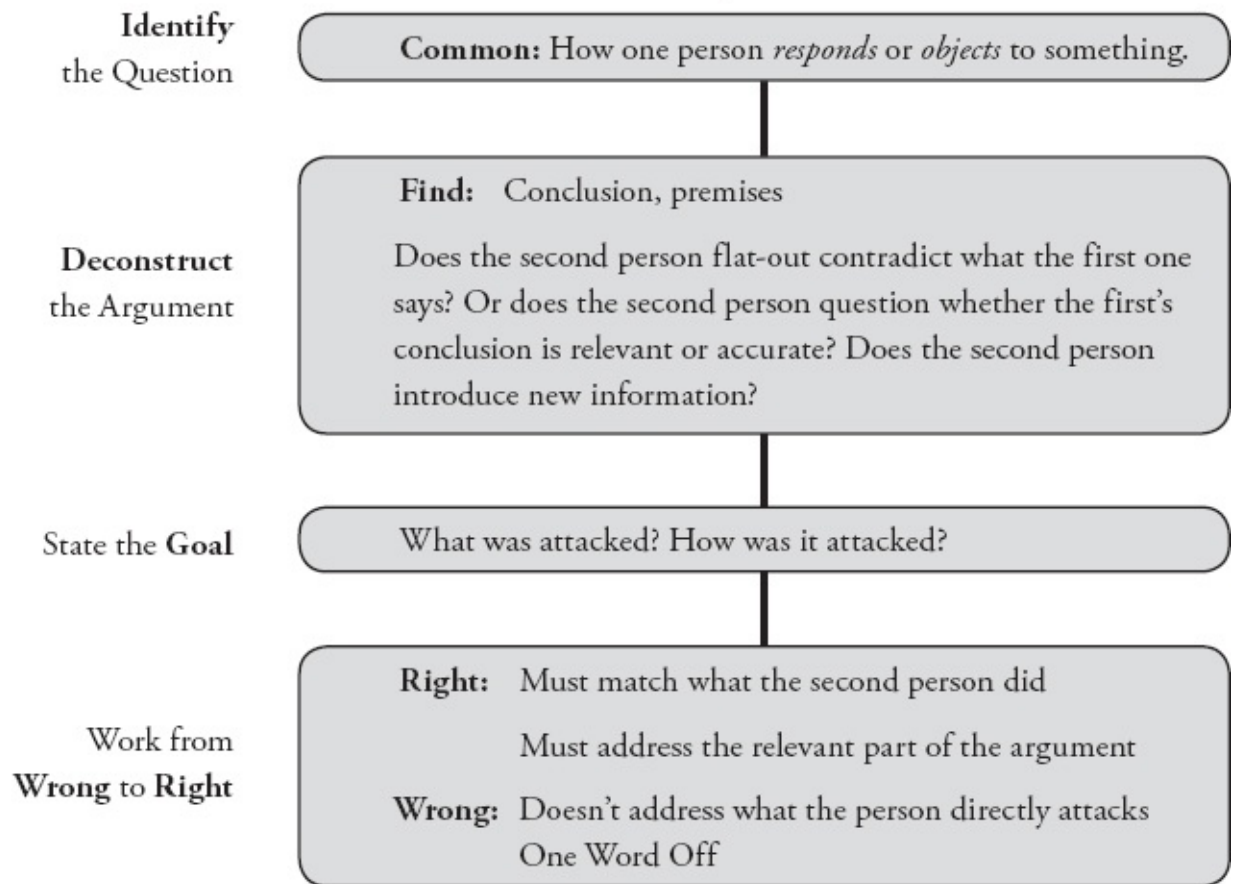 Identify
the Question
Common: How one person responds or objects to something.
Deconstruct
the Argument
Find: Conclusion, premises
Does the second person flat-out contradict what the first one
says? Or does the second person question whether the first's
conclusion is relevant or accurate? Does the second person
introduce new information?
State the Goal
What was attacked? How was it attacked?
Work from
Wrong to Right
Right: Must match what the second person did
Must address the relevant part of the argument
Wrong: Doesn't address what the person directly attacks
One Word Off